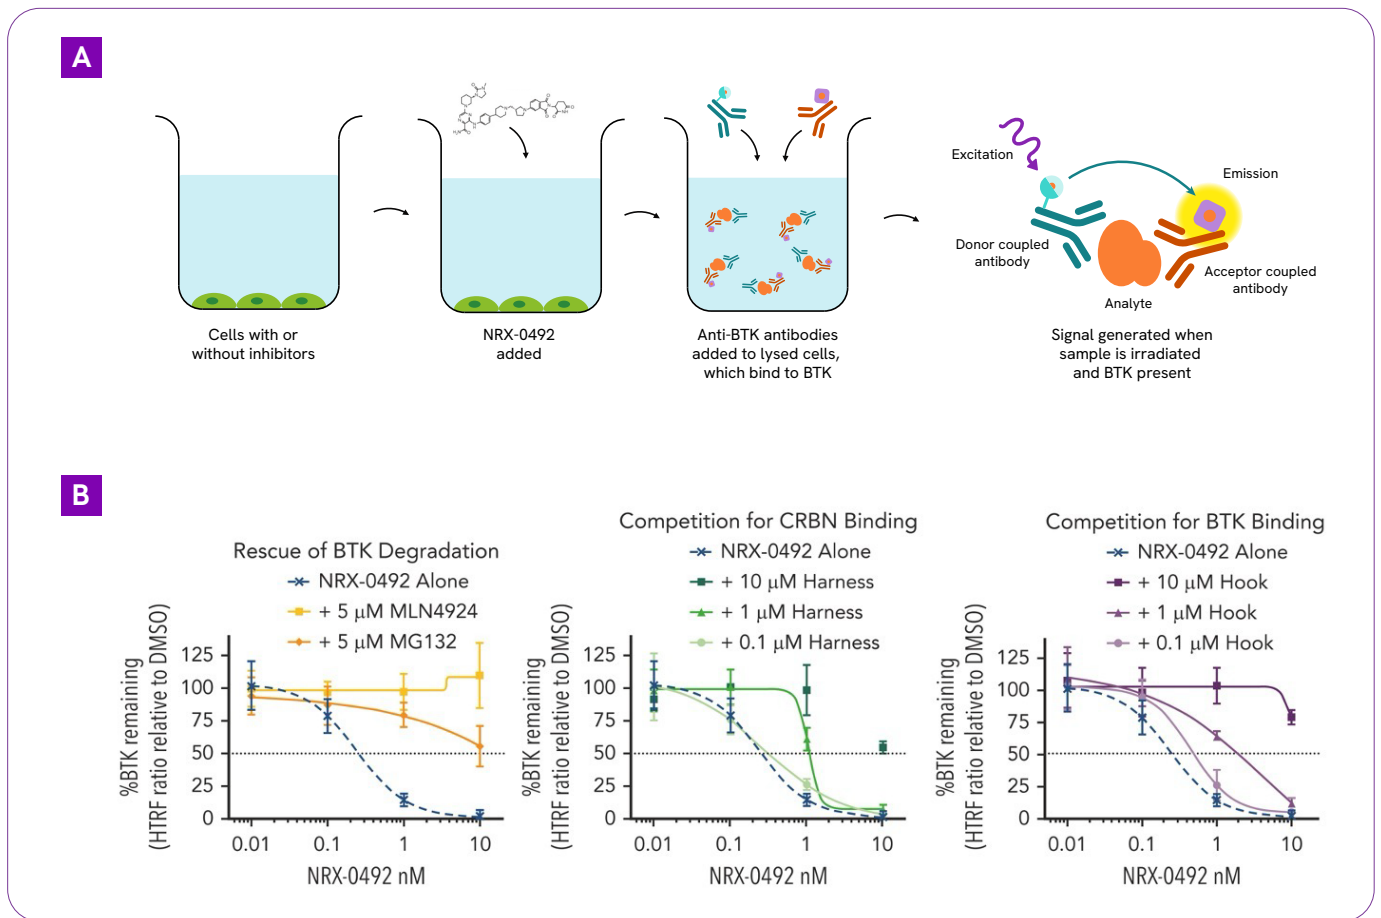 A
Excitation
Emission
Donor coupled
antibody
Acceptor coupled
antibody
Analyte
Cells with or
without inhibitors
NRX-0492
added
Anti-BTK antibodies
added to lysed cells,
which bind to BTK
Signal generated when
sample is irradiated
and BTK present
B
Rescue of BTK Degradation
NRX-0492 Alone
+ 5 µM MLN4924
+ 5 µM MG132
%BTK remaining
(HTRF ratio relative to DMSO)
125
100
75
50
25
0
0.01 0.1 1 10
NRX-0492 nM
Competition for CRBN Binding
NRX-0492 Alone
+ 10 µM Harness
+ 1 µM Harness
+ 0.1 µM Harness
%BTK remaining
(HTRF ratio relative to DMSO)
125
100
75
50
25
0
0.01 0.1 1 10
NRX-0492 nM
Competition for BTK Binding
NRX-0492 Alone
+ 10 µM Hook
+ 1 µM Hook
+ 0.1 µM Hook
%BTK remaining
(HTRF ratio relative to DMSO)
125
100
75
50
25
0
0.01 0.1 1 10
NRX-0492 nM